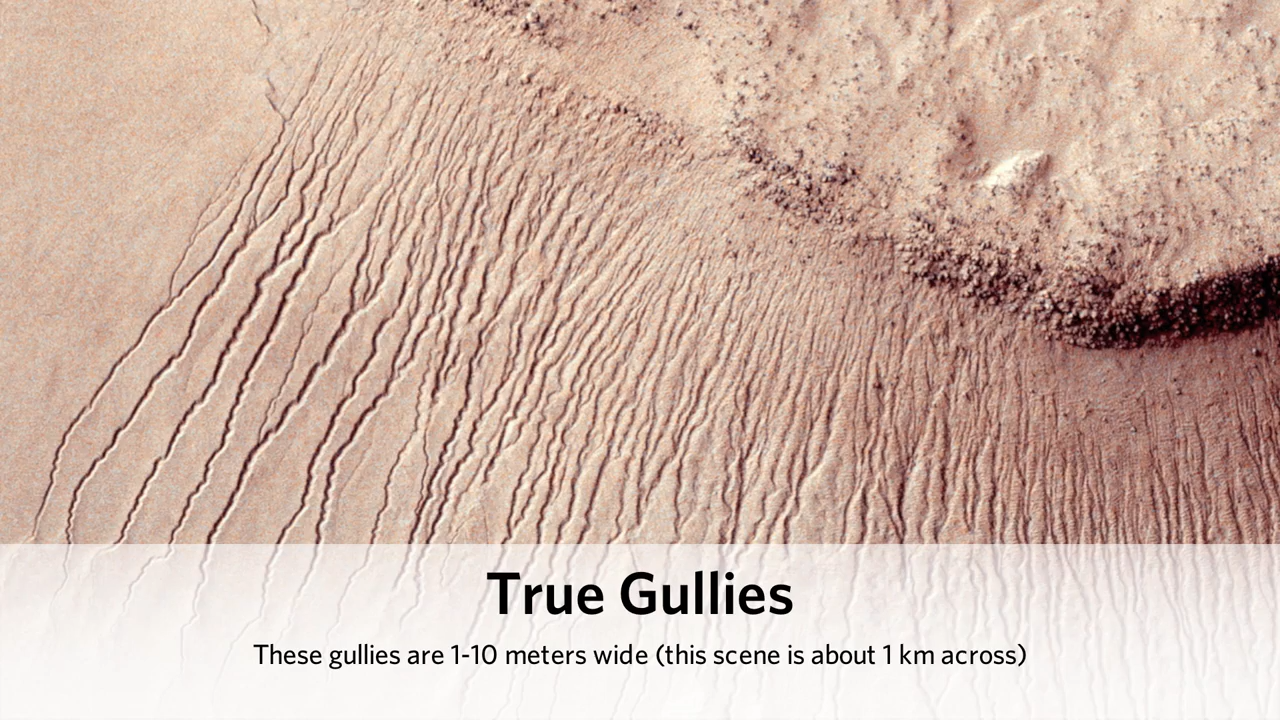 True Gullies
These gullies are 1-10 meters wide (this scene is about 1 km across)